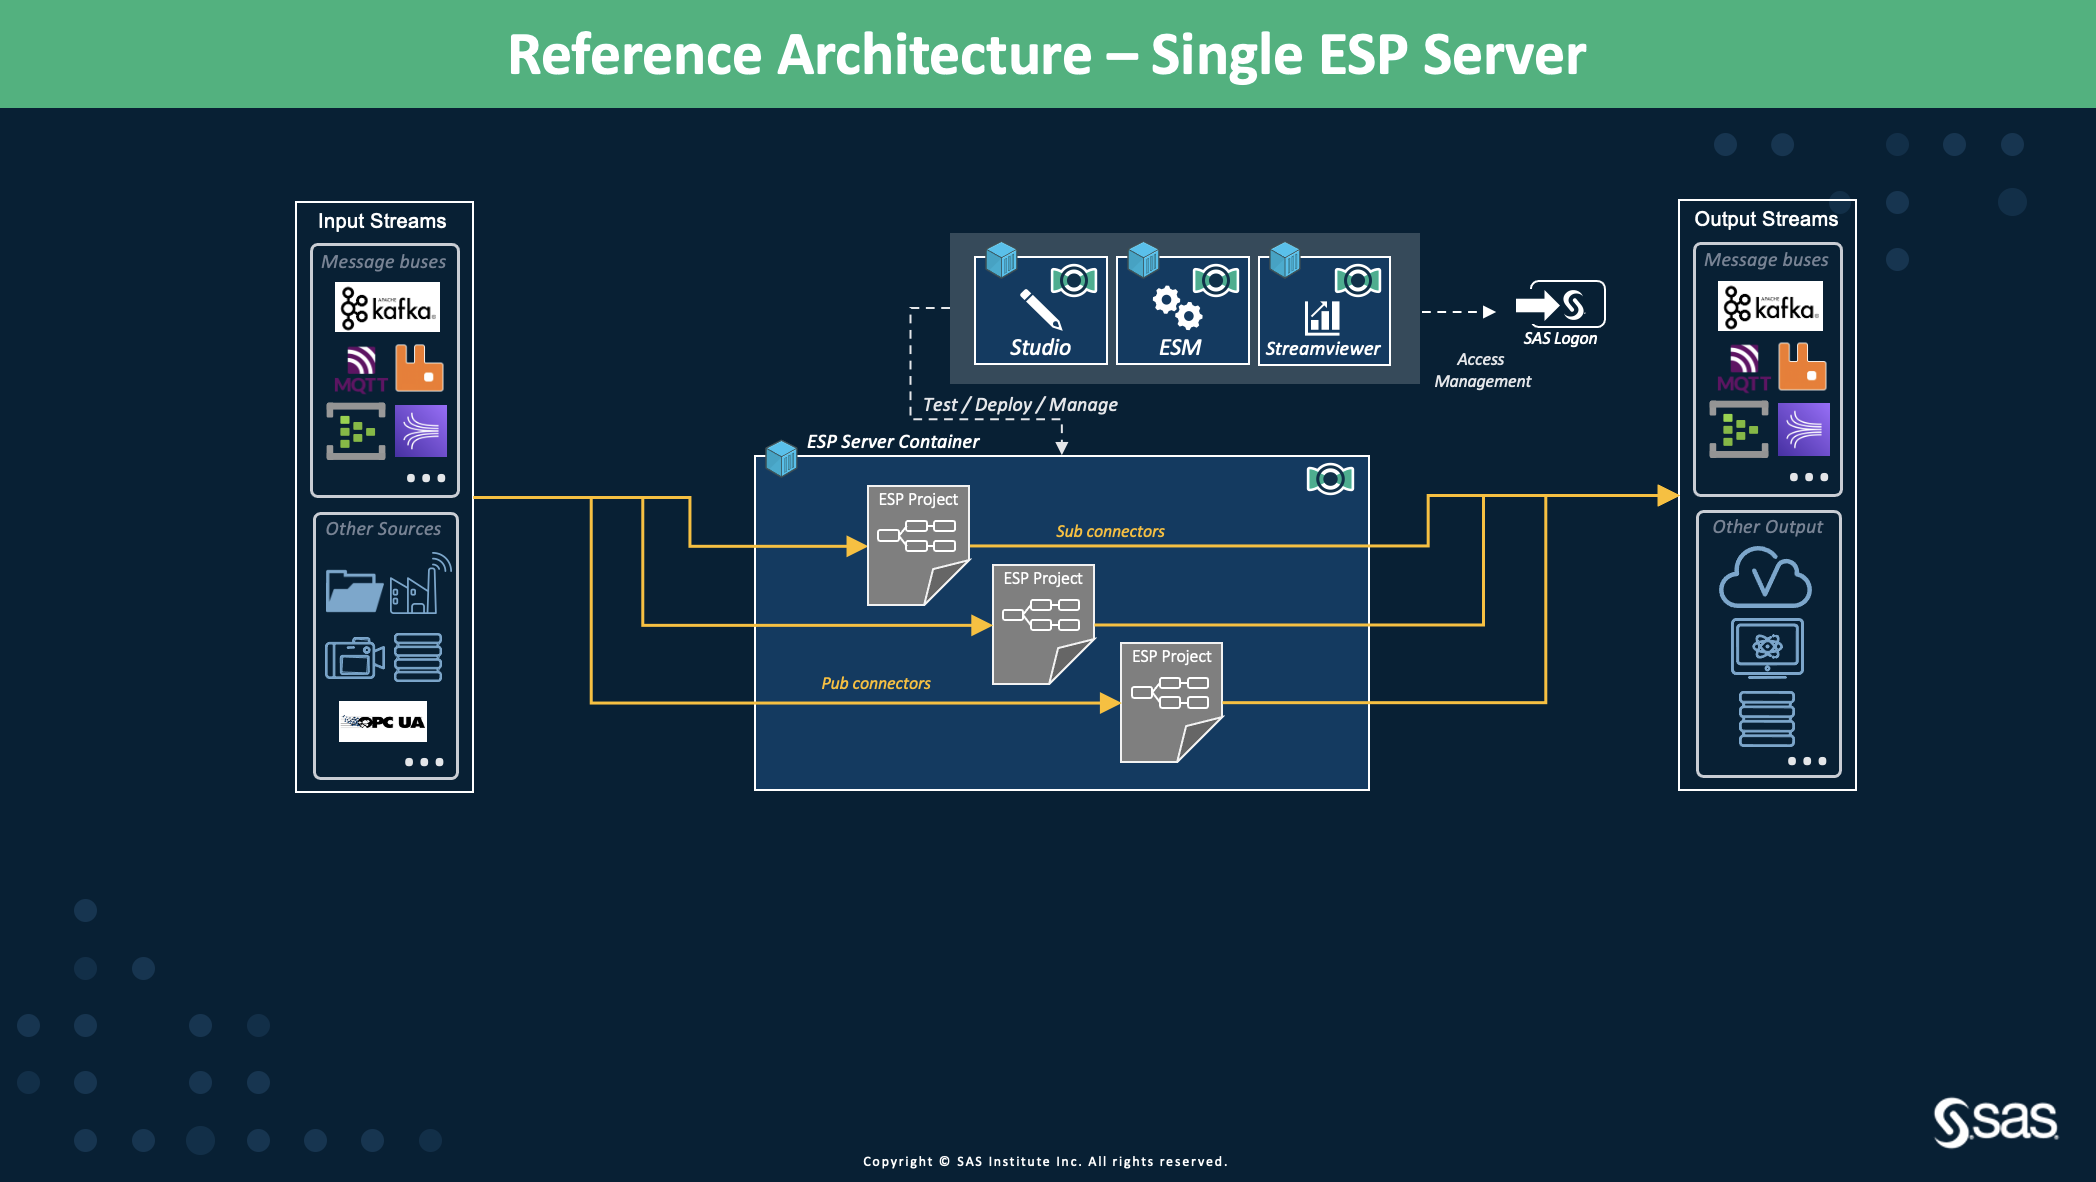 Reference Architecture – Single ESP Server
Input Streams
Message buses
APACHE
kafka
MQTT
Other Sources
OPC UA
Studio
ESM
Streamviewer
SAS Logon
Access
Management
Test / Deploy / Manage
ESP Server Container
ESP Project
Sub connectors
ESP Project
ESP Project
Pub connectors
Output Streams
Message buses
APACHE
kafka
MQTT
Other Output
sas
Copyright © SAS Institute Inc. All rights reserved.